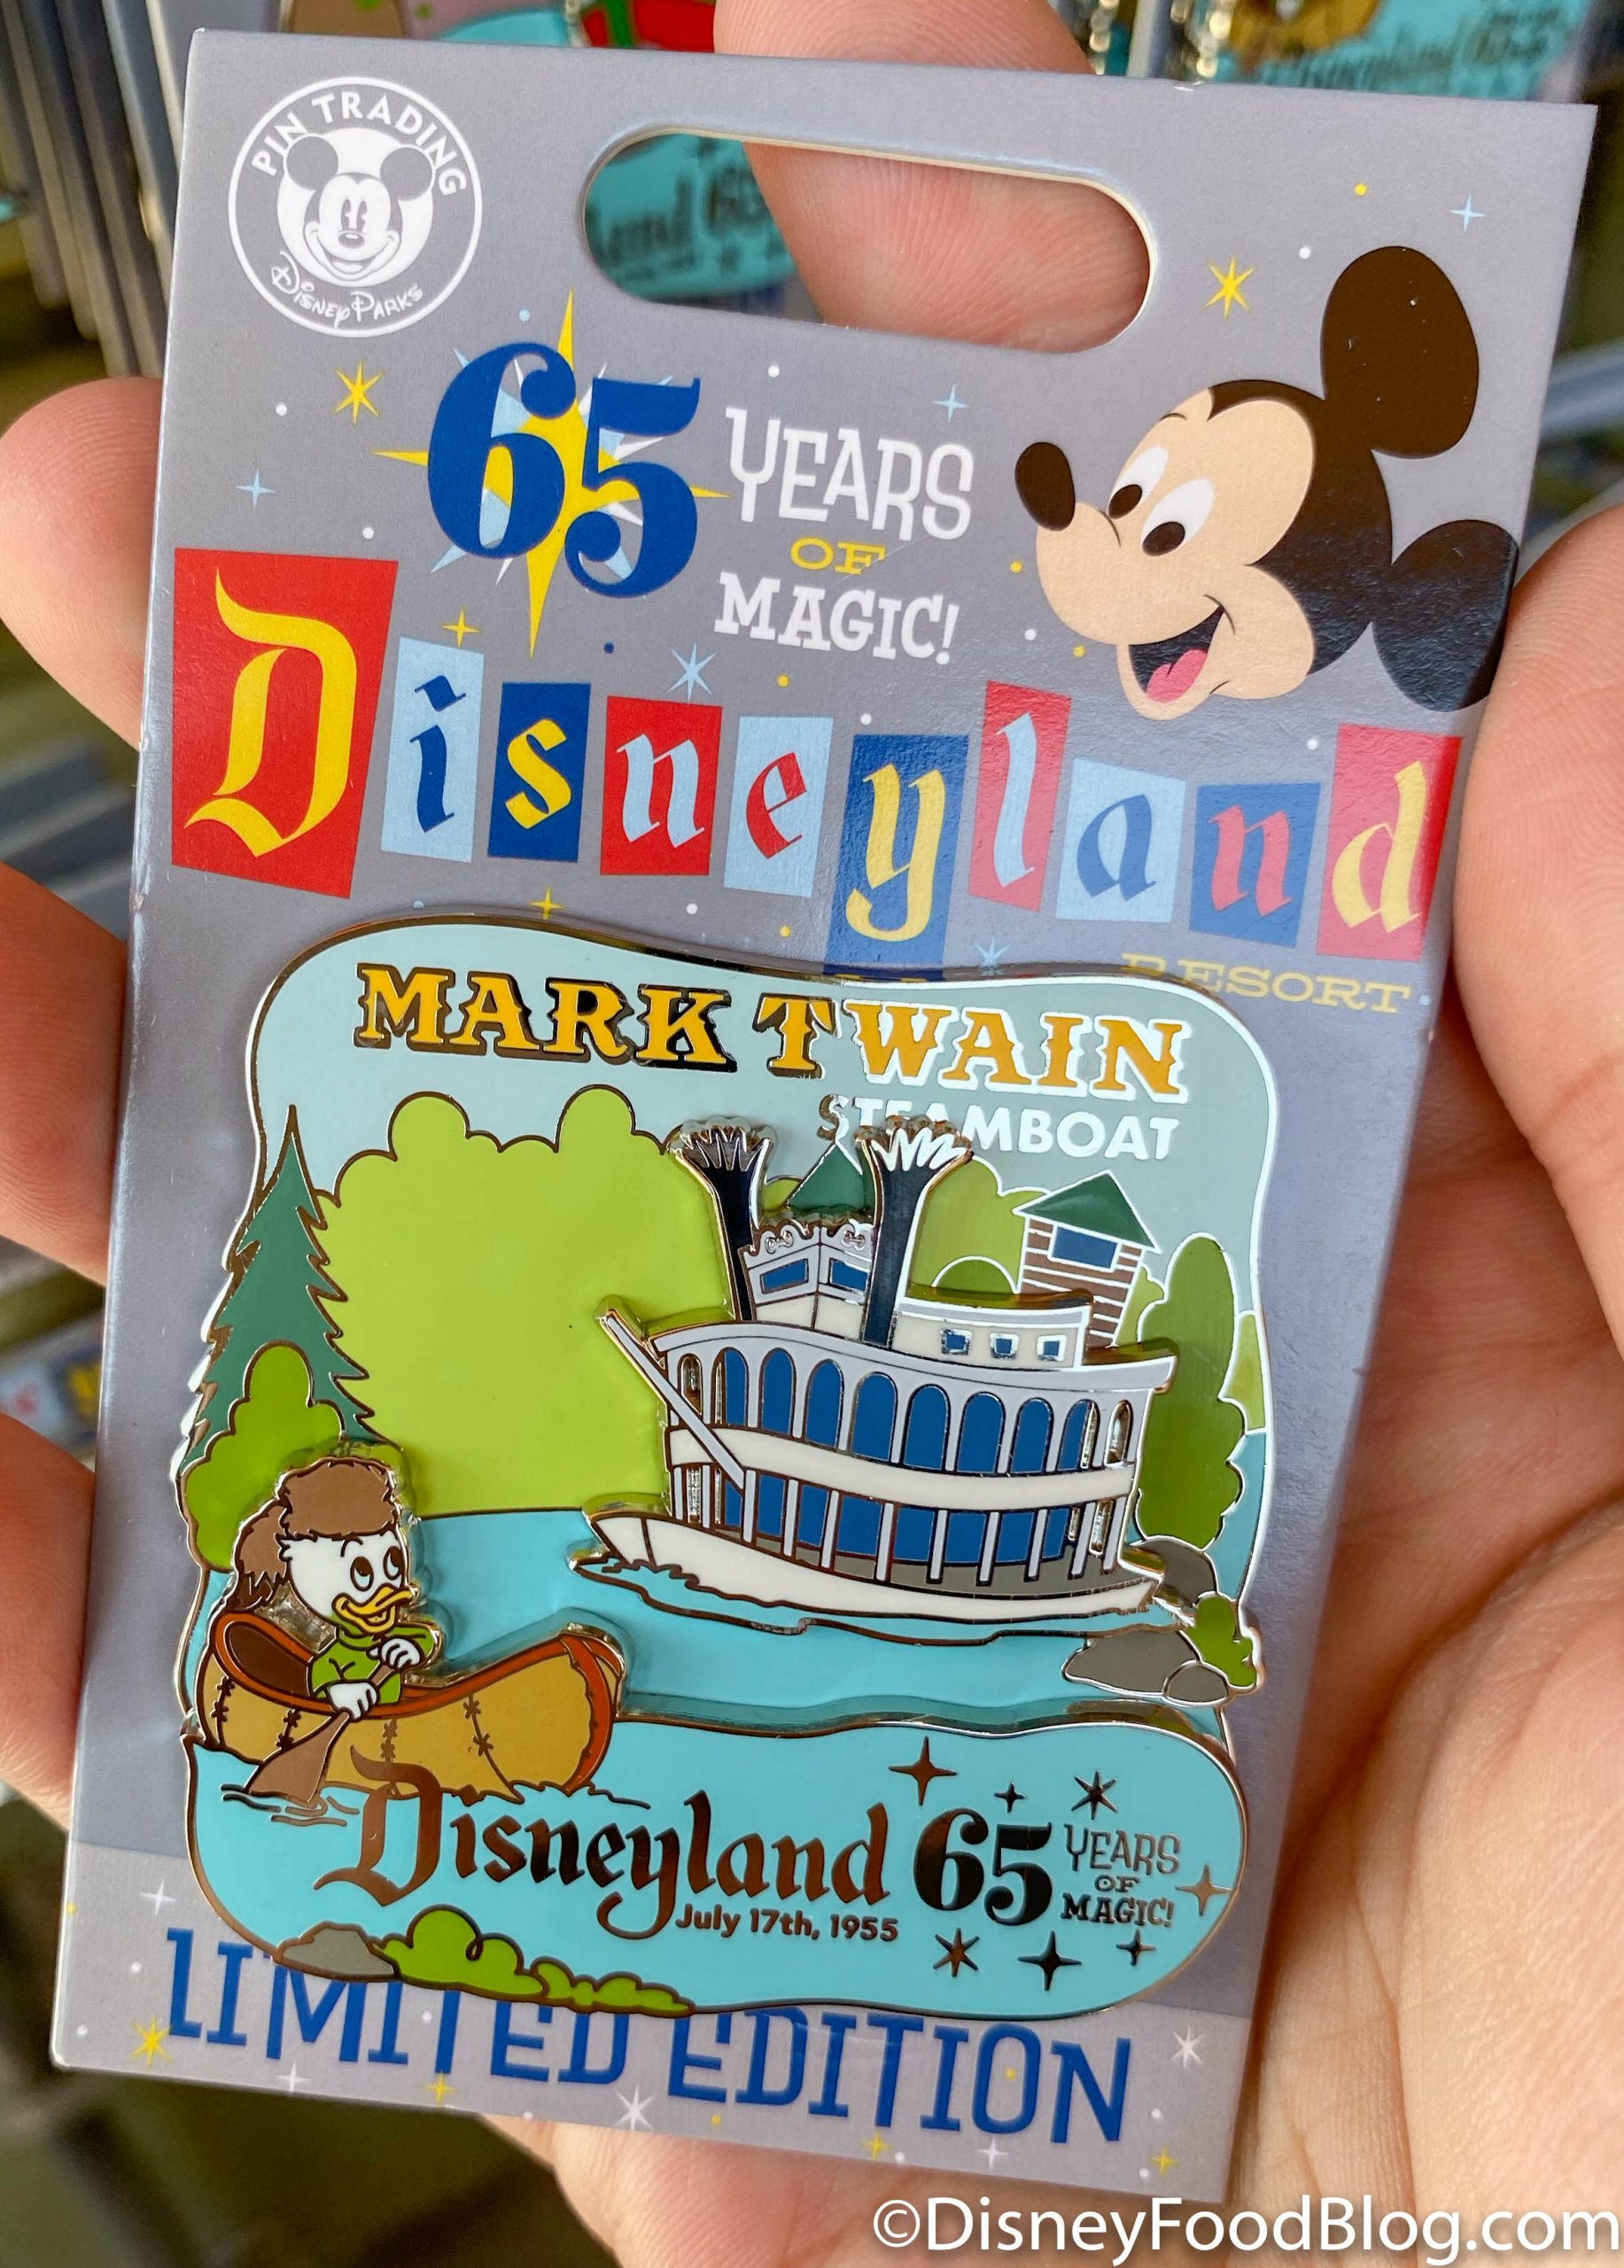 PIN TRADING
DISNEY PARKS
65 YEARS
OF
MAGIC!
Disneyland
RESORT
MARK TWAIN
STEAMBOAT
Disneyland 65 YEARS
OF
MAGIC!
July 17th, 1955
LIMITED EDITION
©DisneyFoodBlog.com